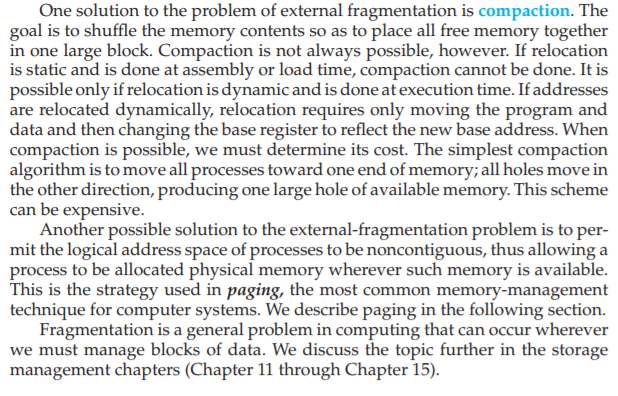 One solution to the problem of external fragmentation is compaction. The
goal is to shuffle the memory contents so as to place all free memory together
in one large block. Compaction is not always possible, however. If relocation
is static and is done at assembly or load time, compaction cannot be done. It is
possible only if relocation is dynamic and is done at execution time. If addresses
are relocated dynamically, relocation requires only moving the program and
data and then changing the base register to reflect the new base address. When
compaction is possible, we must determine its cost. The simplest compaction
algorithm is to move all processes toward one end of memory; all holes move in
the other direction, producing one large hole of available memory. This scheme
can be expensive.
Another possible solution to the external-fragmentation problem is to per-
mit the logical address space of processes to be noncontiguous, thus allowing a
process to be allocated physical memory wherever such memory is available.
This is the strategy used in paging, the most common memory-management
technique for computer systems. We describe paging in the following section.
Fragmentation is a general problem in computing that can occur wherever
we must manage blocks of data. We discuss the topic further in the storage
management chapters (Chapter 11 through Chapter 15).